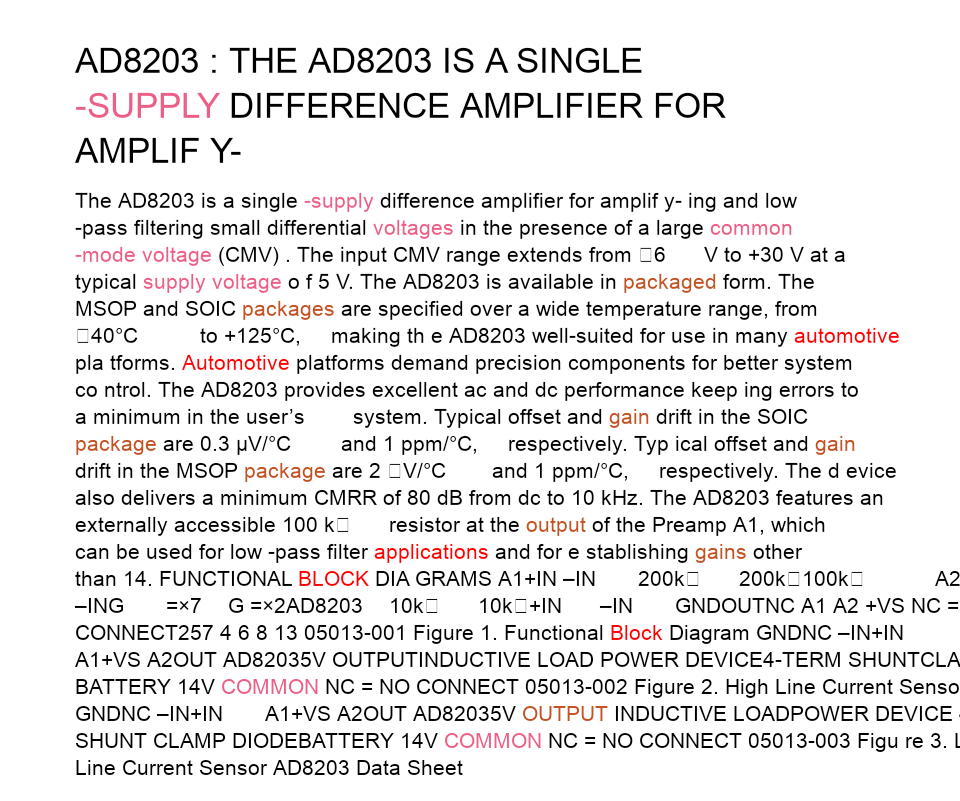 AD8203 : THE AD8203 IS A SINGLE
-SUPPLY DIFFERENCE AMPLIFIER FOR
AMPLIF Y-
The AD8203 is a single -supply difference amplifier for amplif y- ing and low
-pass filtering small differential voltages in the presence of a large common
-mode voltage (CMV) . The input CMV range extends from □6 V to +30 V at a
typical supply voltage o f 5 V. The AD8203 is available in packaged form. The
MSOP and SOIC packages are specified over a wide temperature range, from
□40°C to +125°C, making th e AD8203 well-suited for use in many automotive
pla tforms. Automotive platforms demand precision components for better system
co ntrol. The AD8203 provides excellent ac and dc performance keep ing errors to
a minimum in the user’s system. Typical offset and gain drift in the SOIC
package are 0.3 μV/°C and 1 ppm/°C, respectively. Typ ical offset and gain
drift in the MSOP package are 2 □V/°C and 1 ppm/°C, respectively. The d evice
also delivers a minimum CMRR of 80 dB from dc to 10 kHz. The AD8203 features an
externally accessible 100 k□ resistor at the output of the Preamp A1, which
can be used for low -pass filter applications and for e stablishing gains other
than 14. FUNCTIONAL BLOCK DIA GRAMS A1+IN –IN 200k□ 200k□100k□ A2
–ING =×7 G =×2AD8203 10k□ 10k□+IN –IN GNDOUTNC A1 A2 +VS NC =
CONNECT257 4 6 8 13 05013-001 Figure 1. Functional Block Diagram GNDNC –IN+IN
A1+VS A2OUT AD82035V OUTPUTINDUCTIVE LOAD POWER DEVICE4-TERM SHUNTCLA
BATTERY 14V COMMON NC = NO CONNECT 05013-002 Figure 2. High Line Current Senso
GNDNC –IN+IN A1+VS A2OUT AD82035V OUTPUT INDUCTIVE LOADPOWER DEVICE
SHUNT CLAMP DIODEBATTERY 14V COMMON NC = NO CONNECT 05013-003 Figu re 3. L
Line Current Sensor AD8203 Data Sheet